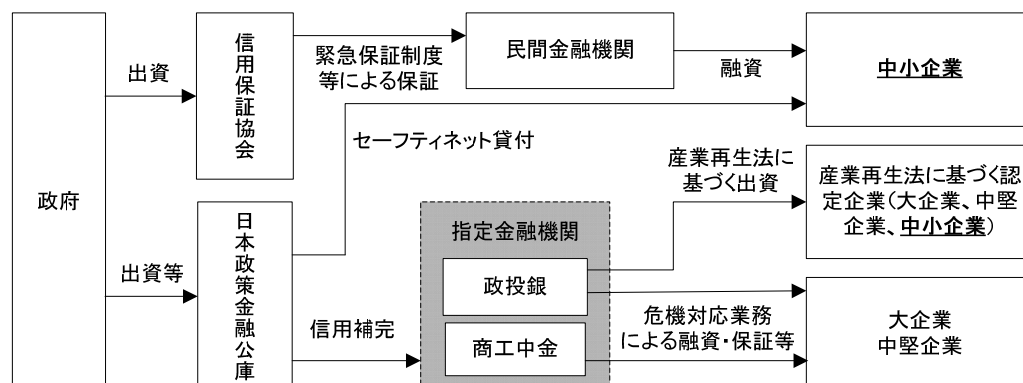 政府
出資
出資等
信用保証協会
日本政策金融公庫
緊急保証制度
等による保証
民間金融機関
融資
中小企業
セーフティネット貸付
信用補完
指定金融機関
政投銀
商工中金
産業再生法に
基づく出資
産業再生法に基づく認
定企業(大企業、中堅
企業、中小企業)
危機対応業務
による融資・保証等
大企業
中堅企業